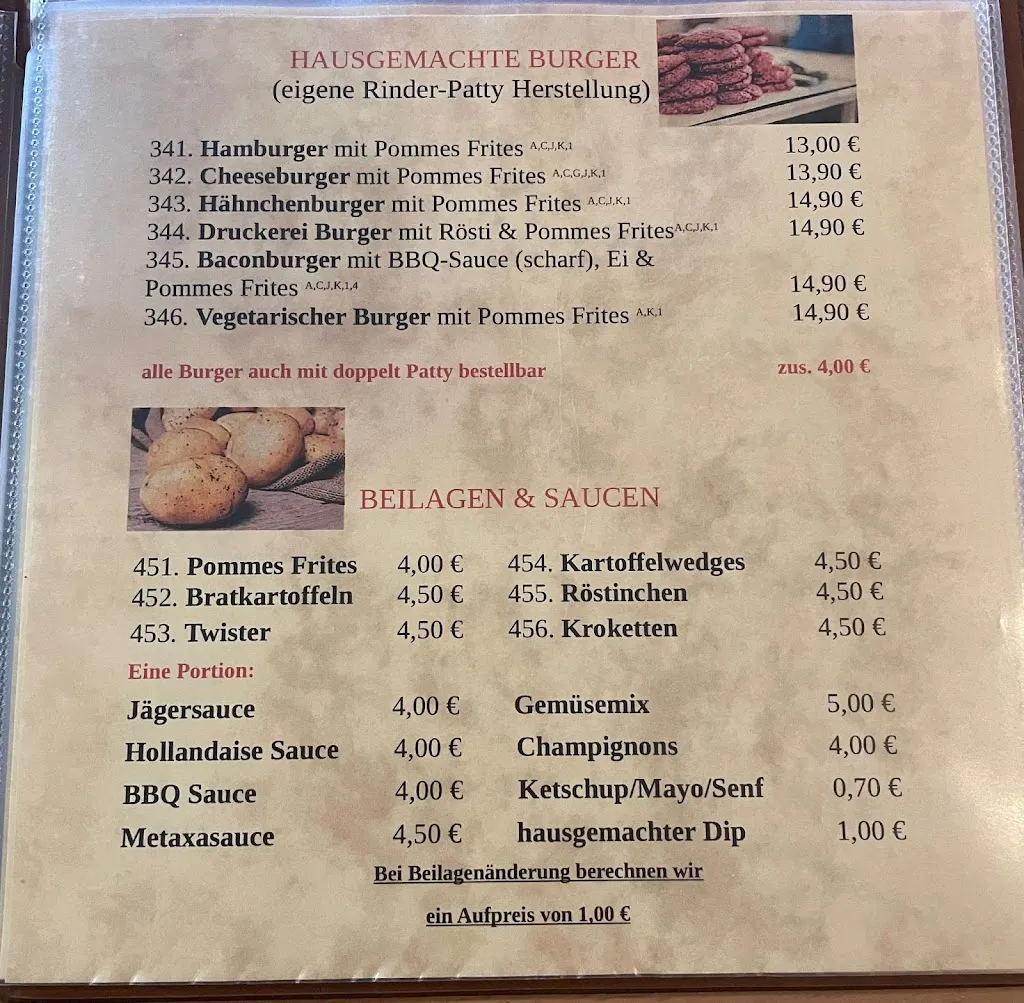 HAUSGEMACHTE BURGER
(eigene Rinder-Patty Herstellung)
341. Hamburger mit Pommes Frites A,C,J,K,1 13,00 €
342. Cheeseburger mit Pommes Frites A,C,G,J,K,1 13,90 €
343. Hähnchenburger mit Pommes Frites A,C,J,K,1 14,90 €
344. Druckerei Burger mit Rösti & Pommes Frites A,C,J,K,1 14,90 €
345. Baconburger mit BBQ-Sauce (scharf), Ei &
Pommes Frites A,C,J,K,1,4 14,90 €
346. Vegetarischer Burger mit Pommes Frites A,K,1 14,90 €
alle Burger auch mit doppelt Patty bestellbar zus. 4,00 €
BEILAGEN & SAUCEN
451. Pommes Frites 4,00 € 454. Kartoffelwedges 4,50 €
452. Bratkartoffeln 4,50 € 455. Röstinchen 4,50 €
453. Twister 4,50 € 456. Kroketten 4,50 €
Eine Portion:
Jägersauce 4,00 € Gemüsemix 5,00 €
Hollandaise Sauce 4,00 € Champignons 4,00 €
BBQ Sauce 4,00 € Ketschup/Mayo/Senf 0,70 €
Metaxasauce 4,50 € hausgemachter Dip 1,00 €
Bei Beilagenänderung berechnen wir
ein Aufpreis von 1,00 €